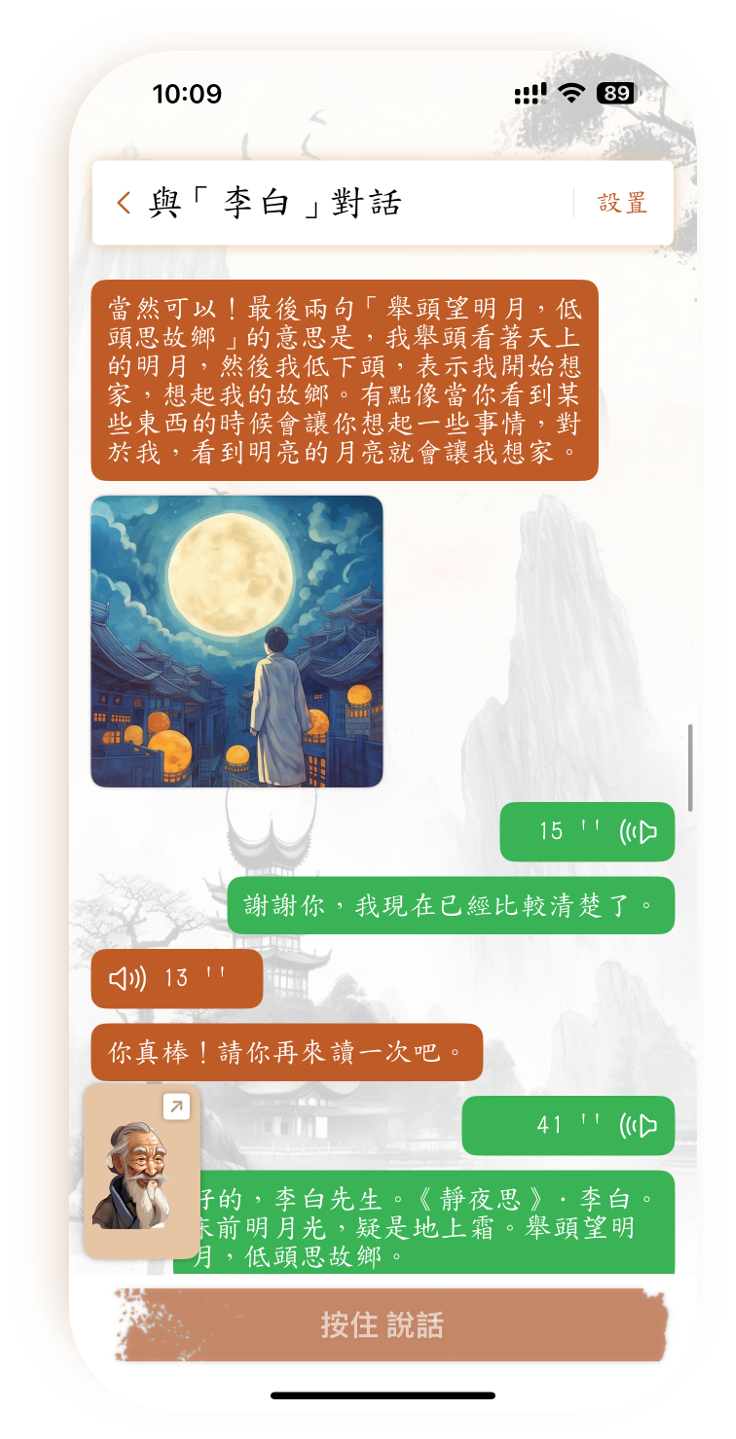 10:09
89
與「李白」對話
設置
當然可以！最後兩句「舉頭望明月，低
頭思故鄉」的意思是，我舉頭看著天上
的明月，然後我低下頭，表示我開始想
家，想起我的故鄉。有點像當你看到某
些東西的時候會讓你想起一些事情，對
於我，看到明亮的月亮就會讓我想家。
15 ''
謝謝你，我現在已經比較清楚了。
13 ''
你真棒！請你再來讀一次吧。
41 ''
好的，李白先生。《靜夜思》·李白。
床前明月光，疑是地上霜。舉頭望明
月，低頭思故鄉。
按住 說話